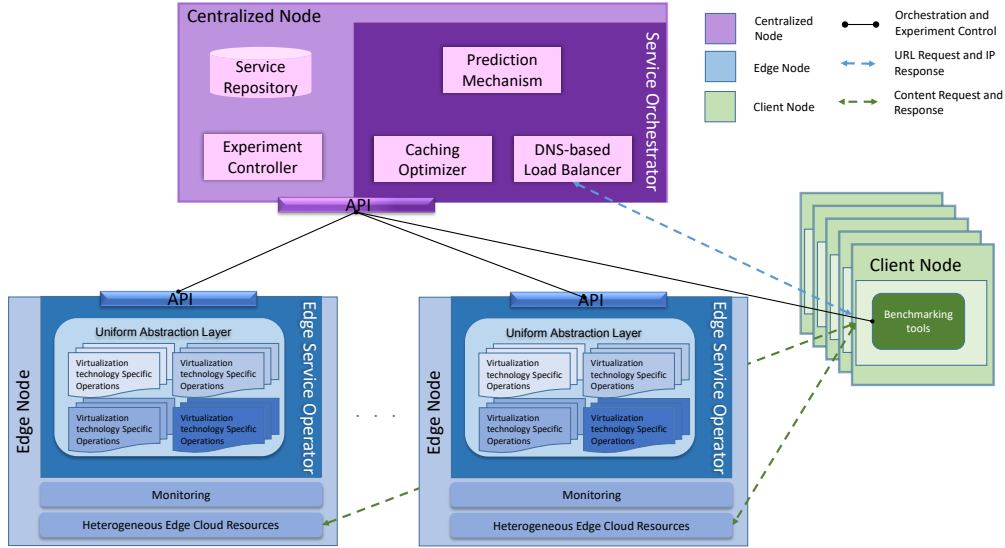 Centralized Node
Service
Repository
Experiment
Controller
Prediction
Mechanism
Caching
Optimizer
DNS-based
Load Balancer
Service Orchestrator
API
Centralized
Node
Edge Node
Client Node
Orchestration and
Experiment Control
URL Request and IP
Response
Content Request and
Response
Client Node
Benchmarking
tools
API
Edge Node
Edge Service Operator
Uniform Abstraction Layer
Virtualization
technology Specific
Operations
Virtualization
technology Specific
Operations
Virtualization
technology Specific
Operations
Virtualization
technology Specific
Operations
Monitoring
Heterogeneous Edge Cloud Resources
. . .
API
Edge Node
Edge Service Operator
Uniform Abstraction Layer
Virtualization
technology Specific
Operations
Virtualization
technology Specific
Operations
Virtualization
technology Specific
Operations
Virtualization
technology Specific
Operations
Monitoring
Heterogeneous Edge Cloud Resources